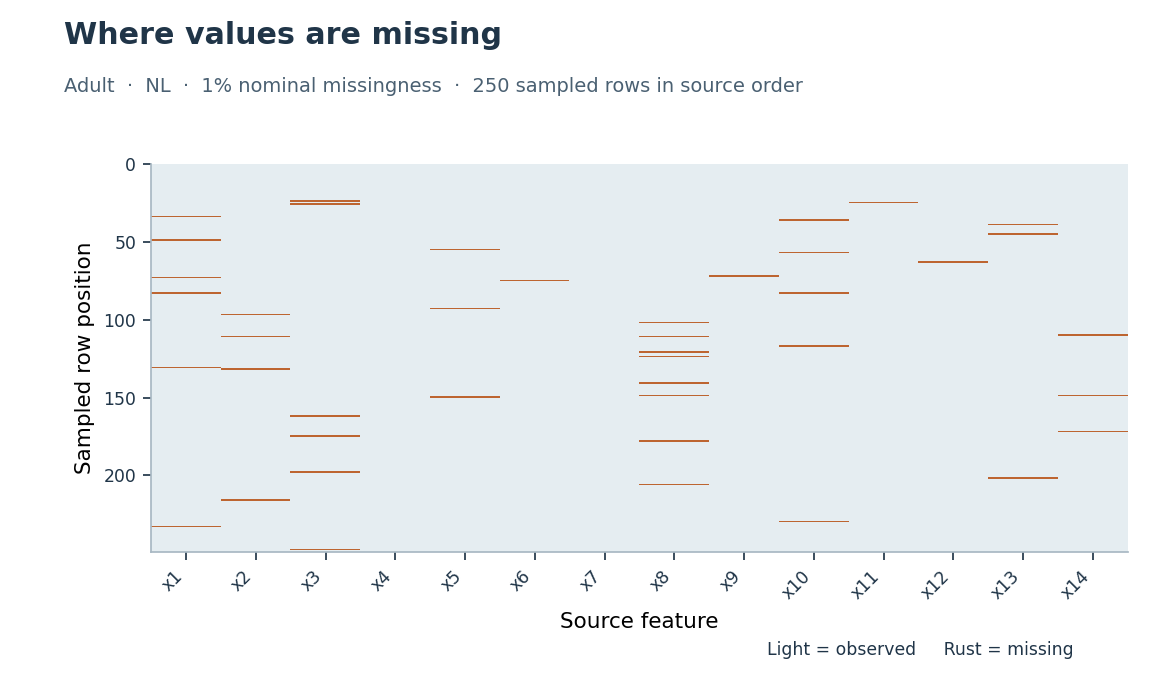 Where values are missing
Adult · NL · 1% nominal missingness · 250 sampled rows in source order
0
50
100
150
200
Sampled row position
x1 x2 x3 x4 x5 x6 x7 x8 x9 x10 x11 x12 x13 x14
Source feature
Light = observed Rust = missing